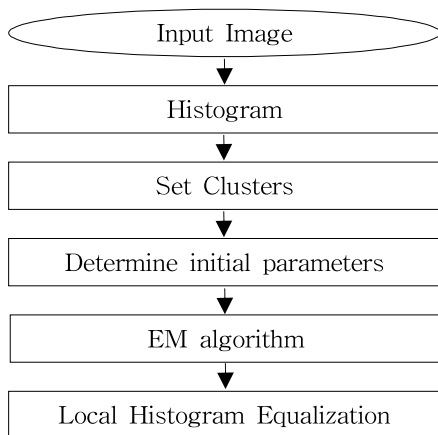 Input Image
Histogram
Set Clusters
Determine initial parameters
EM algorithm
Local Histogram Equalization